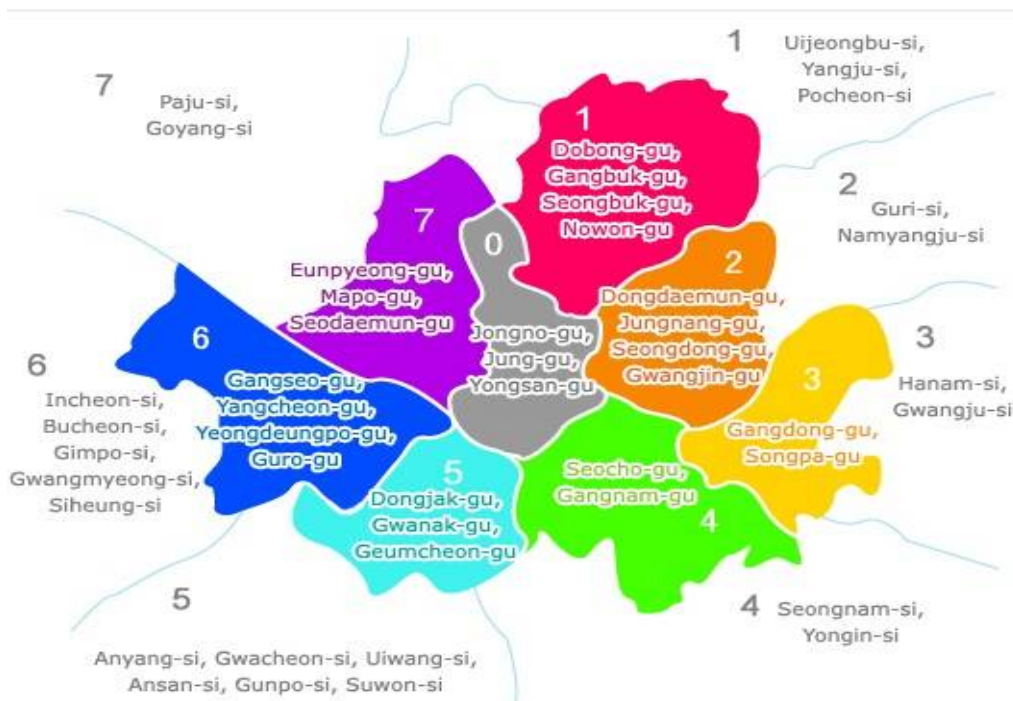 1
Uijeongbu-si,
Yangju-si,
Pocheon-si
7
Paju-si,
Goyang-si
1
Dobong-gu,
Gangbuk-gu,
Seongbuk-gu,
Nowon-gu
2
Guri-si,
Namyangju-si
7
Eunpyeong-gu,
Mapo-gu,
Seodaemun-gu
0
Jongno-gu,
Jung-gu,
Yongsan-gu
2
Dongdaemun-gu,
Jungnang-gu,
Seongdong-gu,
Gwangjin-gu
3
Hanam-si,
Gwangju-si
6
Gangseo-gu,
Yangcheon-gu,
Yeongdeungpo-gu,
Guro-gu
6
Incheon-si,
Bucheon-si,
Gimpo-si,
Gwangmyeong-si,
Siheung-si
3
Gangdong-gu,
Songpa-gu
5
Dongjak-gu,
Gwanak-gu,
Geumcheon-gu
Seocho-gu,
Gangnam-gu
4
5
Anyang-si, Gwacheon-si, Uiwang-si,
Ansan-si, Gunpo-si, Suwon-si
4
Seongnam-si,
Yongin-si